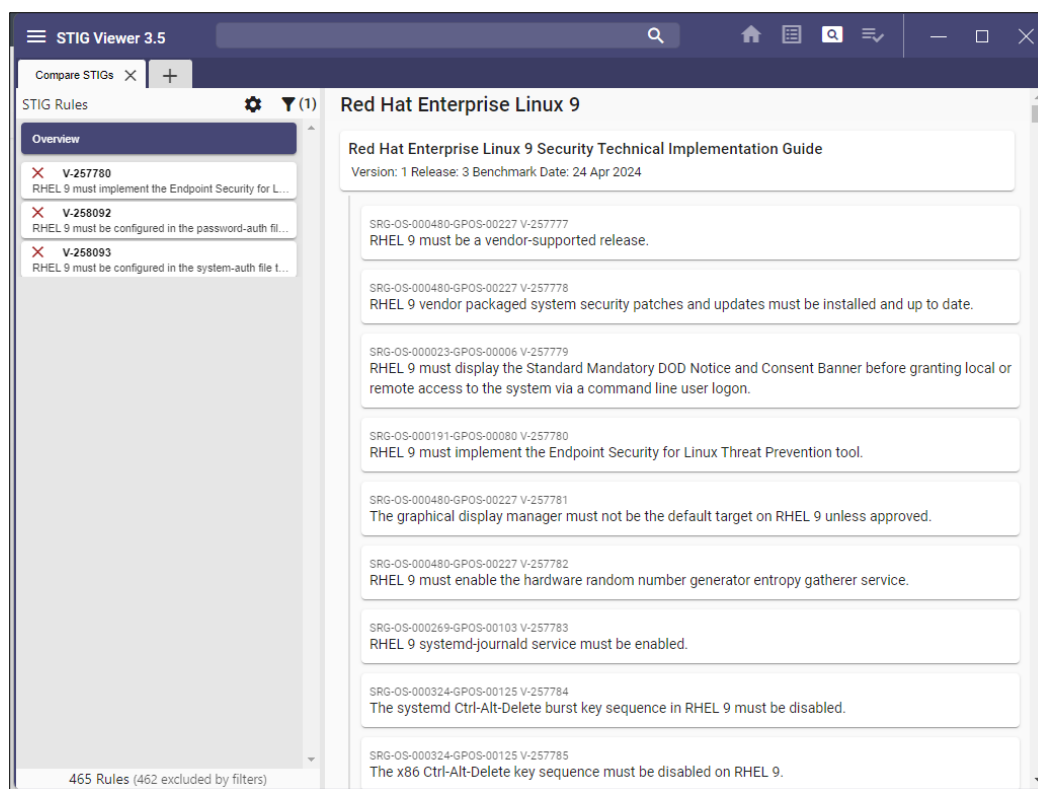 STIG Viewer 3.5
Compare STIGs
STIG Rules
(1)
Overview
V-257780
RHEL 9 must implement the Endpoint Security for L...
V-258092
RHEL 9 must be configured in the password-auth fil...
V-258093
RHEL 9 must be configured in the system-auth file t...
465 Rules (462 excluded by filters)
Red Hat Enterprise Linux 9
Red Hat Enterprise Linux 9 Security Technical Implementation Guide
Version: 1 Release: 3 Benchmark Date: 24 Apr 2024
SRG-OS-000480-GPOS-00227 V-257777
RHEL 9 must be a vendor-supported release.
SRG-OS-000480-GPOS-00227 V-257778
RHEL 9 vendor packaged system security patches and updates must be installed and up to date.
SRG-OS-000023-GPOS-00006 V-257779
RHEL 9 must display the Standard Mandatory DOD Notice and Consent Banner before granting local or
remote access to the system via a command line user logon.
SRG-OS-000191-GPOS-00080 V-257780
RHEL 9 must implement the Endpoint Security for Linux Threat Prevention tool.
SRG-OS-000480-GPOS-00227 V-257781
The graphical display manager must not be the default target on RHEL 9 unless approved.
SRG-OS-000480-GPOS-00227 V-257782
RHEL 9 must enable the hardware random number generator entropy gatherer service.
SRG-OS-000269-GPOS-00103 V-257783
RHEL 9 systemd-journald service must be enabled.
SRG-OS-000324-GPOS-00125 V-257784
The systemd Ctrl-Alt-Delete burst key sequence in RHEL 9 must be disabled.
SRG-OS-000324-GPOS-00125 V-257785
The x86 Ctrl-Alt-Delete key sequence must be disabled on RHEL 9.